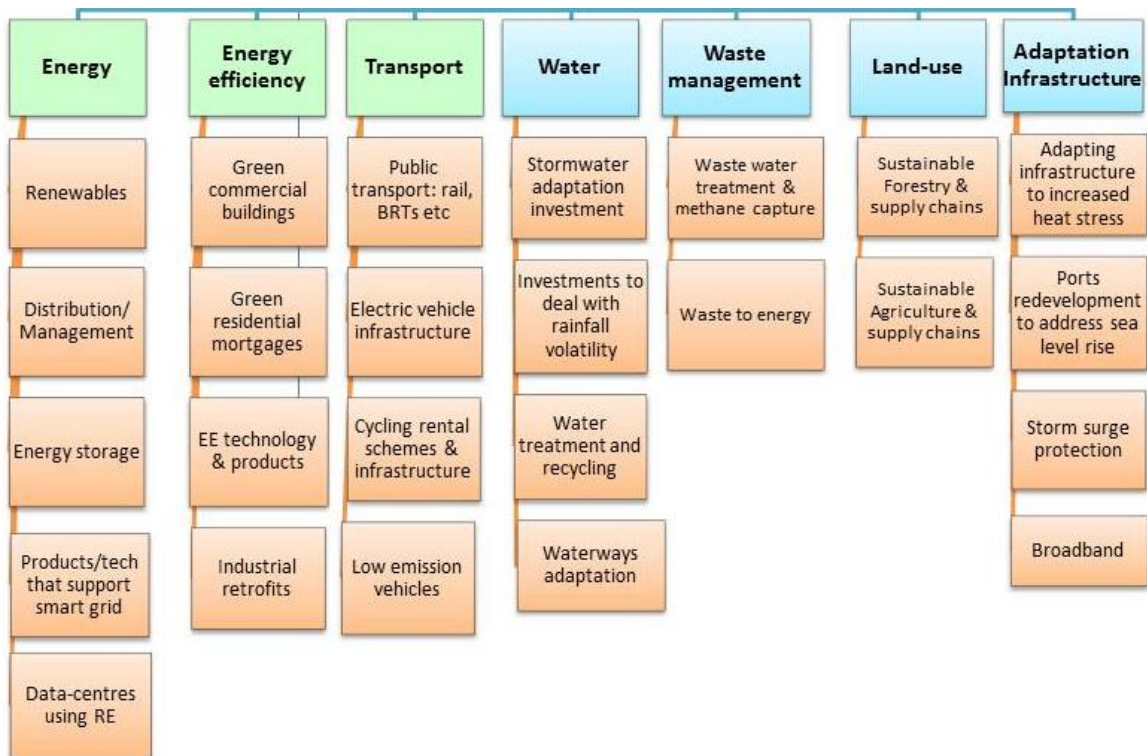 Energy
Renewables
Distribution/
Management
Energy storage
Products/tech
that support
smart grid
Data-centres
using RE
Energy
efficiency
Green
commercial
buildings
Green
residential
mortgages
EE technology
& products
Industrial
retrofits
Transport
Public
transport: rail,
BRTs etc
Electric vehicle
infrastructure
Cycling rental
schemes &
infrastructure
Low emission
vehicles
Water
Stormwater
adaptation
investment
Investments to
deal with
rainfall
volatility
Water
treatment and
recycling
Waterways
adaptation
Waste
management
Waste water
treatment &
methane capture
Waste to energy
Land-use
Sustainable
Forestry &
supply chains
Sustainable
Agriculture &
supply chains
Adaptation
Infrastructure
Adapting
infrastructure
to increased
heat stress
Ports
redevelopment
to address sea
level rise
Storm surge
protection
Broadband